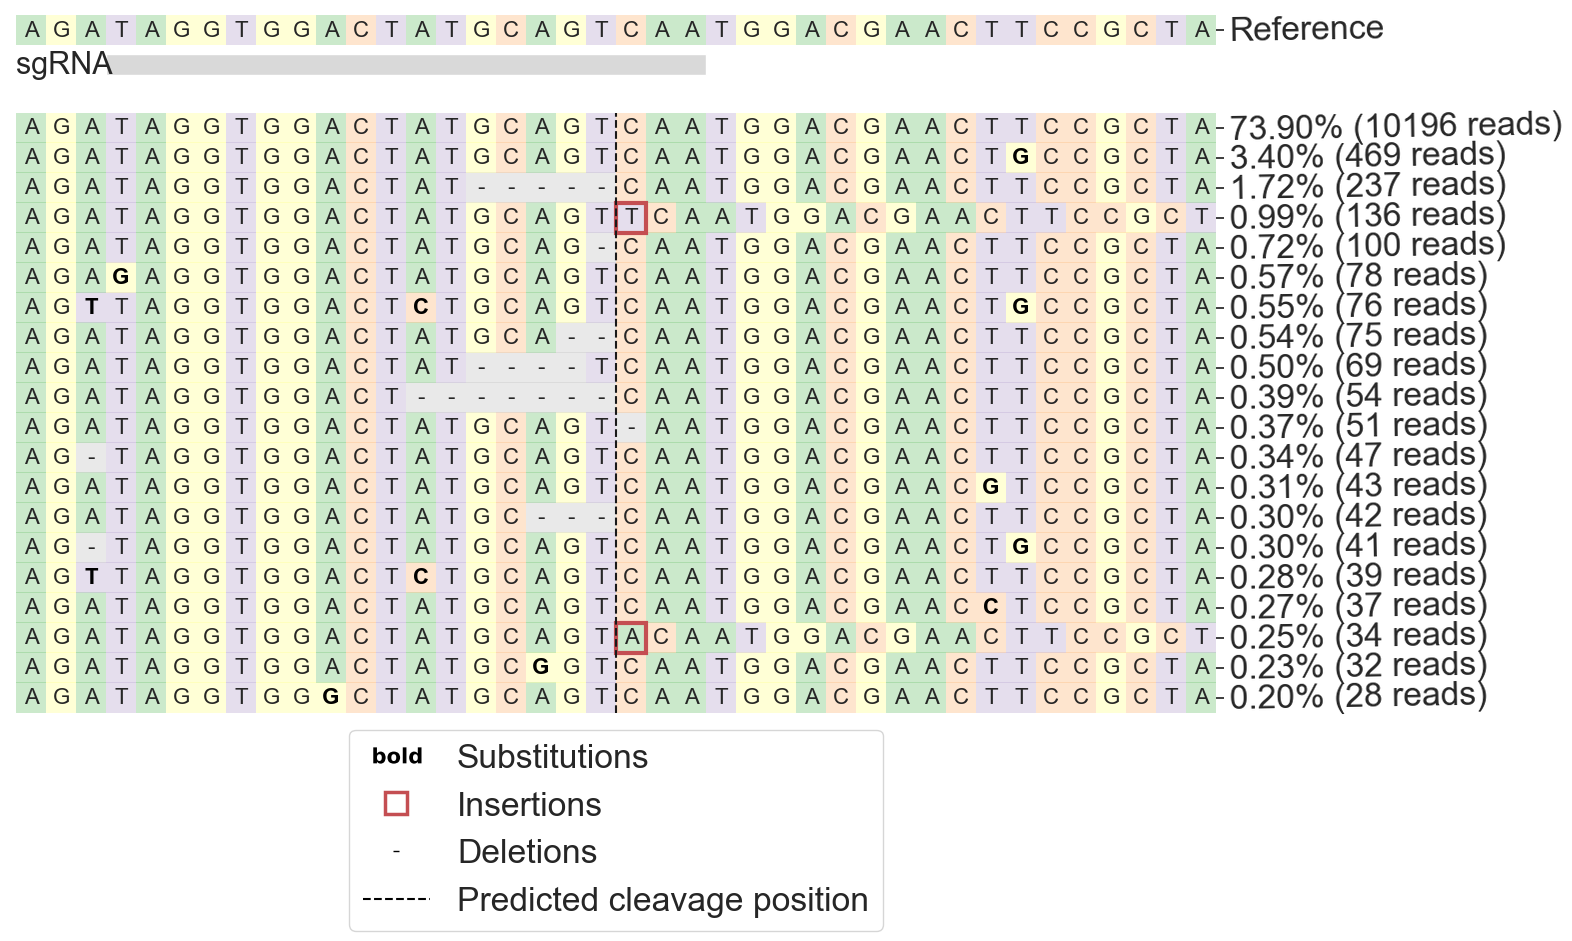 A G A T A G G T G G A C T A T G C A G T C A A T G G A C G A A C T T C C G C T A Reference
sgRNA
A G A T A G G T G G A C T A T G C A G T C A A T G G A C G A A C T T C C G C T A 73.90% (10196 reads)
A G A T A G G T G G A C T A T G C A G T C A A T G G A C G A A C T G C C G C T A 3.40% (469 reads)
A G A T A G G T G G A C T A T - - - - - C A A T G G A C G A A C T T C C G C T A 1.72% (237 reads)
A G A T A G G T G G A C T A T G C A G T T C A A T G G A C G A A C T T C C G C T 0.99% (136 reads)
A G A T A G G T G G A C T A T G C A G - C A A T G G A C G A A C T T C C G C T A 0.72% (100 reads)
A G A G A G G T G G A C T A T G C A G T C A A T G G A C G A A C T T C C G C T A 0.57% (78 reads)
A G T T A G G T G G A C T C T G C A G T C A A T G G A C G A A C T G C C G C T A 0.55% (76 reads)
A G A T A G G T G G A C T A T G C A - - C A A T G G A C G A A C T T C C G C T A 0.54% (75 reads)
A G A T A G G T G G A C T A T - - - - T C A A T G G A C G A A C T T C C G C T A 0.50% (69 reads)
A G A T A G G T G G A C T - - - - - - - C A A T G G A C G A A C T T C C G C T A 0.39% (54 reads)
A G A T A G G T G G A C T A T G C A G T - A A T G G A C G A A C T T C C G C T A 0.37% (51 reads)
A G - T A G G T G G A C T A T G C A G T C A A T G G A C G A A C T T C C G C T A 0.34% (47 reads)
A G A T A G G T G G A C T A T G C A G T C A A T G G A C G A A C G T C C G C T A 0.31% (43 reads)
A G A T A G G T G G A C T A T G C - - - C A A T G G A C G A A C T T C C G C T A 0.30% (42 reads)
A G - T A G G T G G A C T A T G C A G T C A A T G G A C G A A C T G C C G C T A 0.30% (41 reads)
A G T T A G G T G G A C T C T G C A G T C A A T G G A C G A A C T T C C G C T A 0.28% (39 reads)
A G A T A G G T G G A C T A T G C A G T C A A T G G A C G A A C C T C C G C T A 0.27% (37 reads)
A G A T A G G T G G A C T A T G C A G T A C A A T G G A C G A A C T T C C G C T 0.25% (34 reads)
A G A T A G G T G G A C T A T G C G G T C A A T G G A C G A A C T T C C G C T A 0.23% (32 reads)
A G A T A G G T G G G C T A T G C A G T C A A T G G A C G A A C T T C C G C T A 0.20% (28 reads)
bold Substitutions
Insertions
- Deletions
Predicted cleavage position